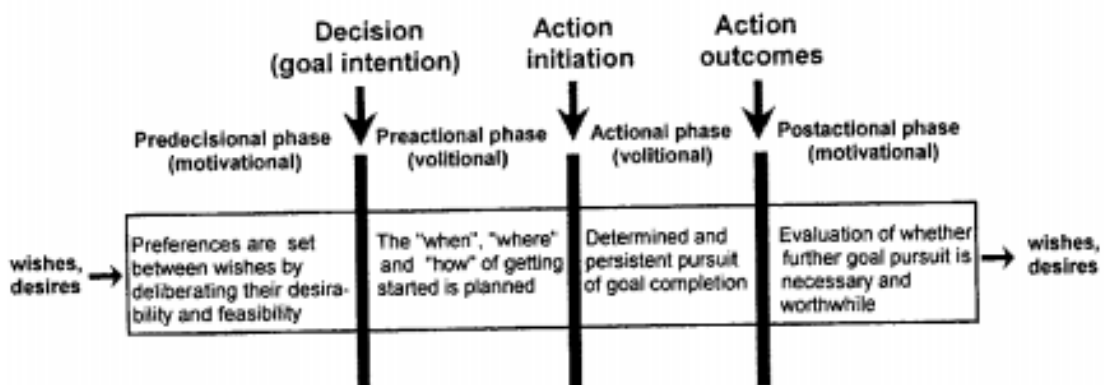 Decision
(goal intention)
Action
initiation
Action
outcomes
Predecisional phase
(motivational)
Preactional phase
(volitional)
Actional phase
(volitional)
Postactional phase
(motivational)
wishes,
desires
Preferences are set
between wishes by
deliberating their desira-
bility and feasibility
The "when", "where"
and "how" of getting
started is planned
Determined and
persistent pursuit
of goal completion
Evaluation of whether
further goal pursuit is
necessary and
worthwhile
wishes,
desires